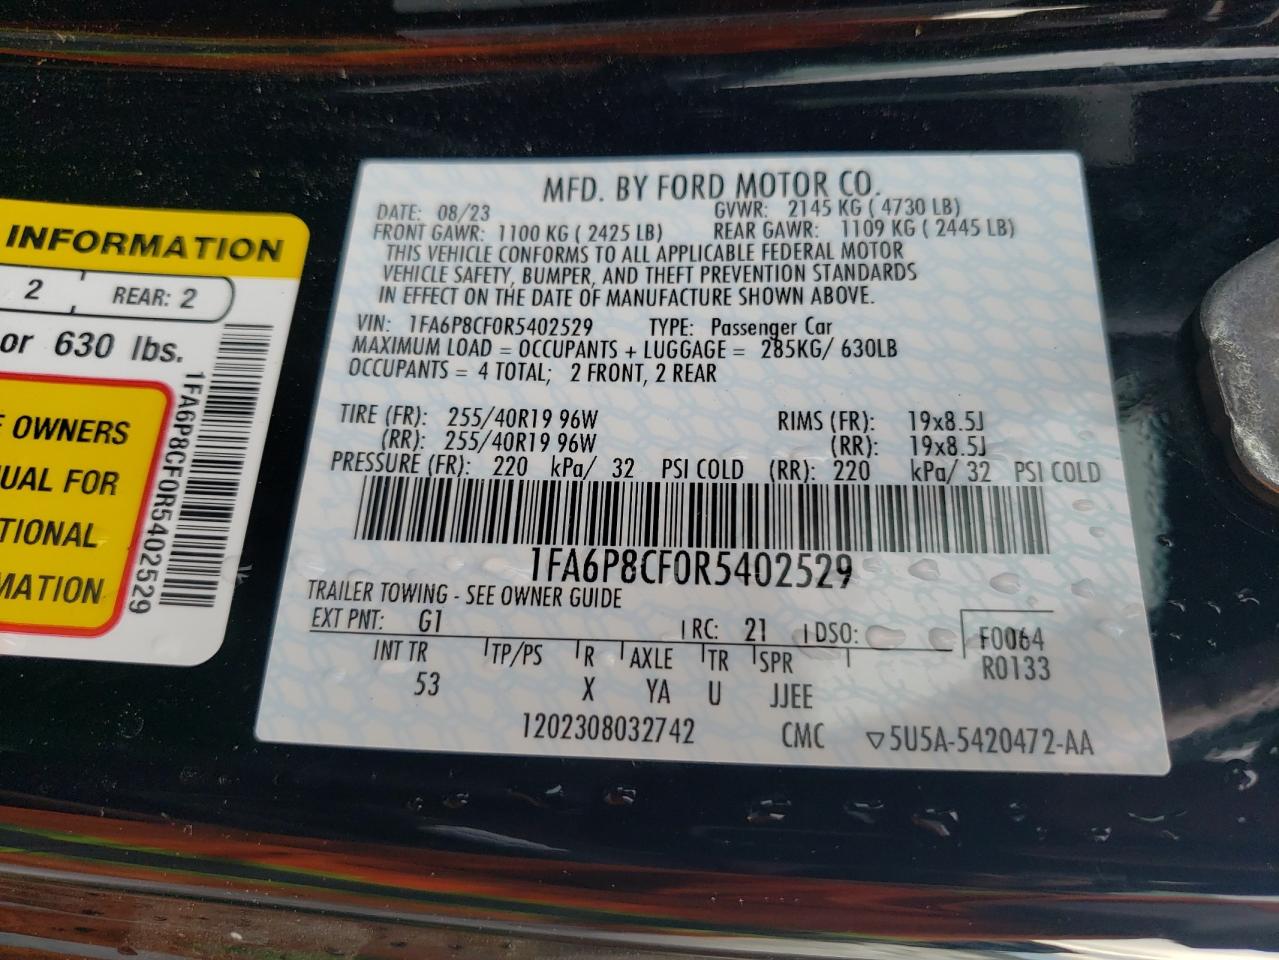 INFORMATION
2 REAR: 2
or 630 lbs.
OWNERS
UAL FOR
TIONAL
MATION
1FA6P8CF0R5402529
MFD. BY FORD MOTOR CO.
DATE: 08/23 GVWR: 2145 KG ( 4730 LB)
FRONT GAWR: 1100 KG ( 2425 LB) REAR GAWR: 1109 KG ( 2445 LB)
THIS VEHICLE CONFORMS TO ALL APPLICABLE FEDERAL MOTOR
VEHICLE SAFETY, BUMPER, AND THEFT PREVENTION STANDARDS
IN EFFECT ON THE DATE OF MANUFACTURE SHOWN ABOVE.
VIN: 1FA6P8CF0R5402529 TYPE: Passenger Car
MAXIMUM LOAD = OCCUPANTS + LUGGAGE = 285KG/ 630LB
OCCUPANTS = 4 TOTAL; 2 FRONT, 2 REAR
TIRE (FR): 255/40R19 96W RIMS (FR): 19x8.5J
(RR): 255/40R19 96W (RR): 19x8.5J
PRESSURE (FR): 220 kPa/ 32 PSI COLD (RR): 220 kPa/ 32 PSI COLD
1FA6P8CF0R5402529
TRAILER TOWING - SEE OWNER GUIDE
EXT PNT: G1 RC: 21 DSO: F0064
R0133
INT TR TP/PS R AXLE TR SPR
53 X YA U JJEE
1202308032742 CMC ▽5U5A-5420472-AA